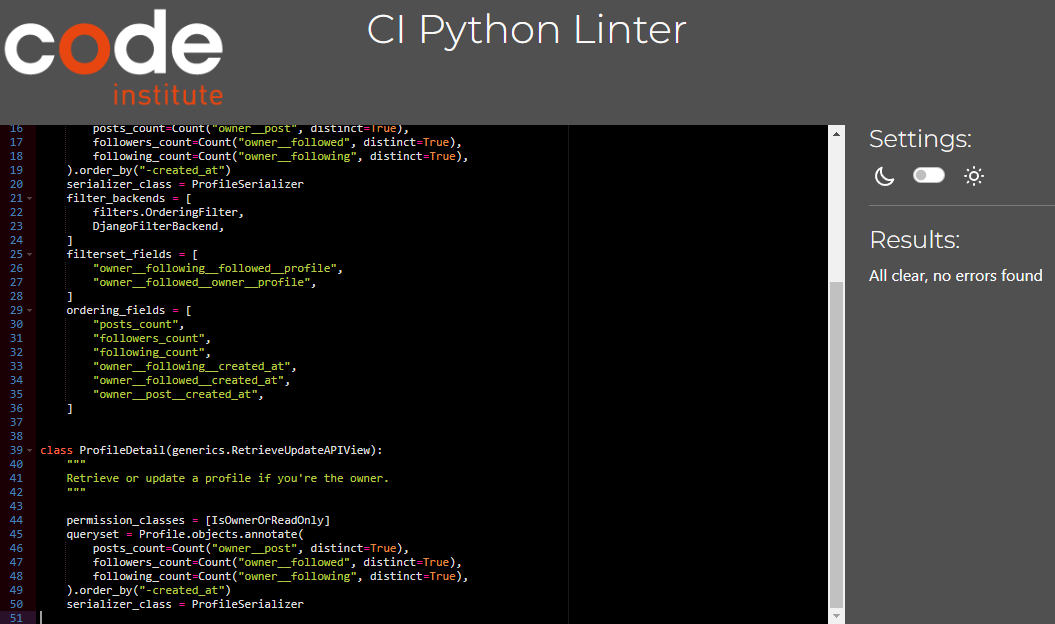 code
institute
CI Python Linter
16         posts_count=Count("owner__post", distinct=True),
17         followers_count=Count("owner__followed", distinct=True),
18         following_count=Count("owner__following", distinct=True),
19     ).order_by("-created_at")
20     serializer_class = ProfileSerializer
21     filter_backends = [
22         filters.OrderingFilter,
23         DjangoFilterBackend,
24     ]
25     filterset_fields = [
26         "owner__following__followed__profile",
27         "owner__followed__owner__profile",
28     ]
29     ordering_fields = [
30         "posts_count",
31         "followers_count",
32         "following_count",
33         "owner__following__created_at",
34         "owner__followed__created_at",
35         "owner__post__created_at",
36     ]
37
38
39 class ProfileDetail(generics.RetrieveUpdateAPIView):
40     """
41     Retrieve or update a profile if you're the owner.
42     """
43
44     permission_classes = [IsOwnerOrReadOnly]
45     queryset = Profile.objects.annotate(
46         posts_count=Count("owner__post", distinct=True),
47         followers_count=Count("owner__followed", distinct=True),
48         following_count=Count("owner__following", distinct=True),
49     ).order_by("-created_at")
50     serializer_class = ProfileSerializer
51
Settings:
Results:
All clear, no errors found